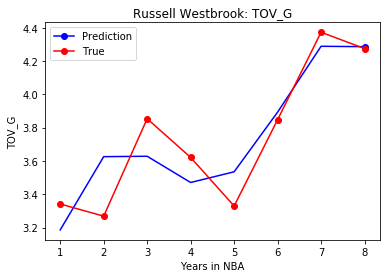 Russell Westbrook: TOV_G
Prediction
True
4.4
4.2
4.0
3.8
3.6
3.4
3.2
TOV_G
1 2 3 4 5 6 7 8
Years in NBA